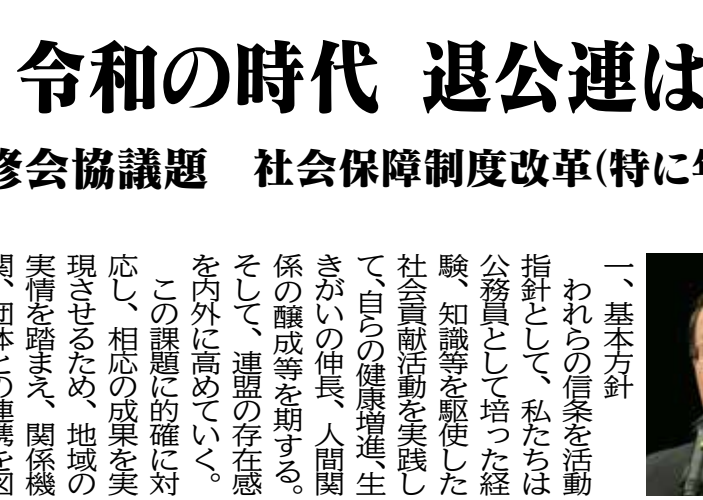 令和の時代 退公連は
修会協議題 社会保障制度改革(特に年
一、基本方針
われらの信条を活動
指針として、私たちは
公務員として培った経
験、知識等を駆使した
社会貢献活動を実践し
て、自らの健康増進、生
きがいの伸長、人間関
係の醸成等を期する。
そして、連盟の存在感
を内外に高めていく。
この課題に的確に対
応し、相応の成果を実
現させるため、地域の
実情を踏まえ、関係機
関、団体との連携を図